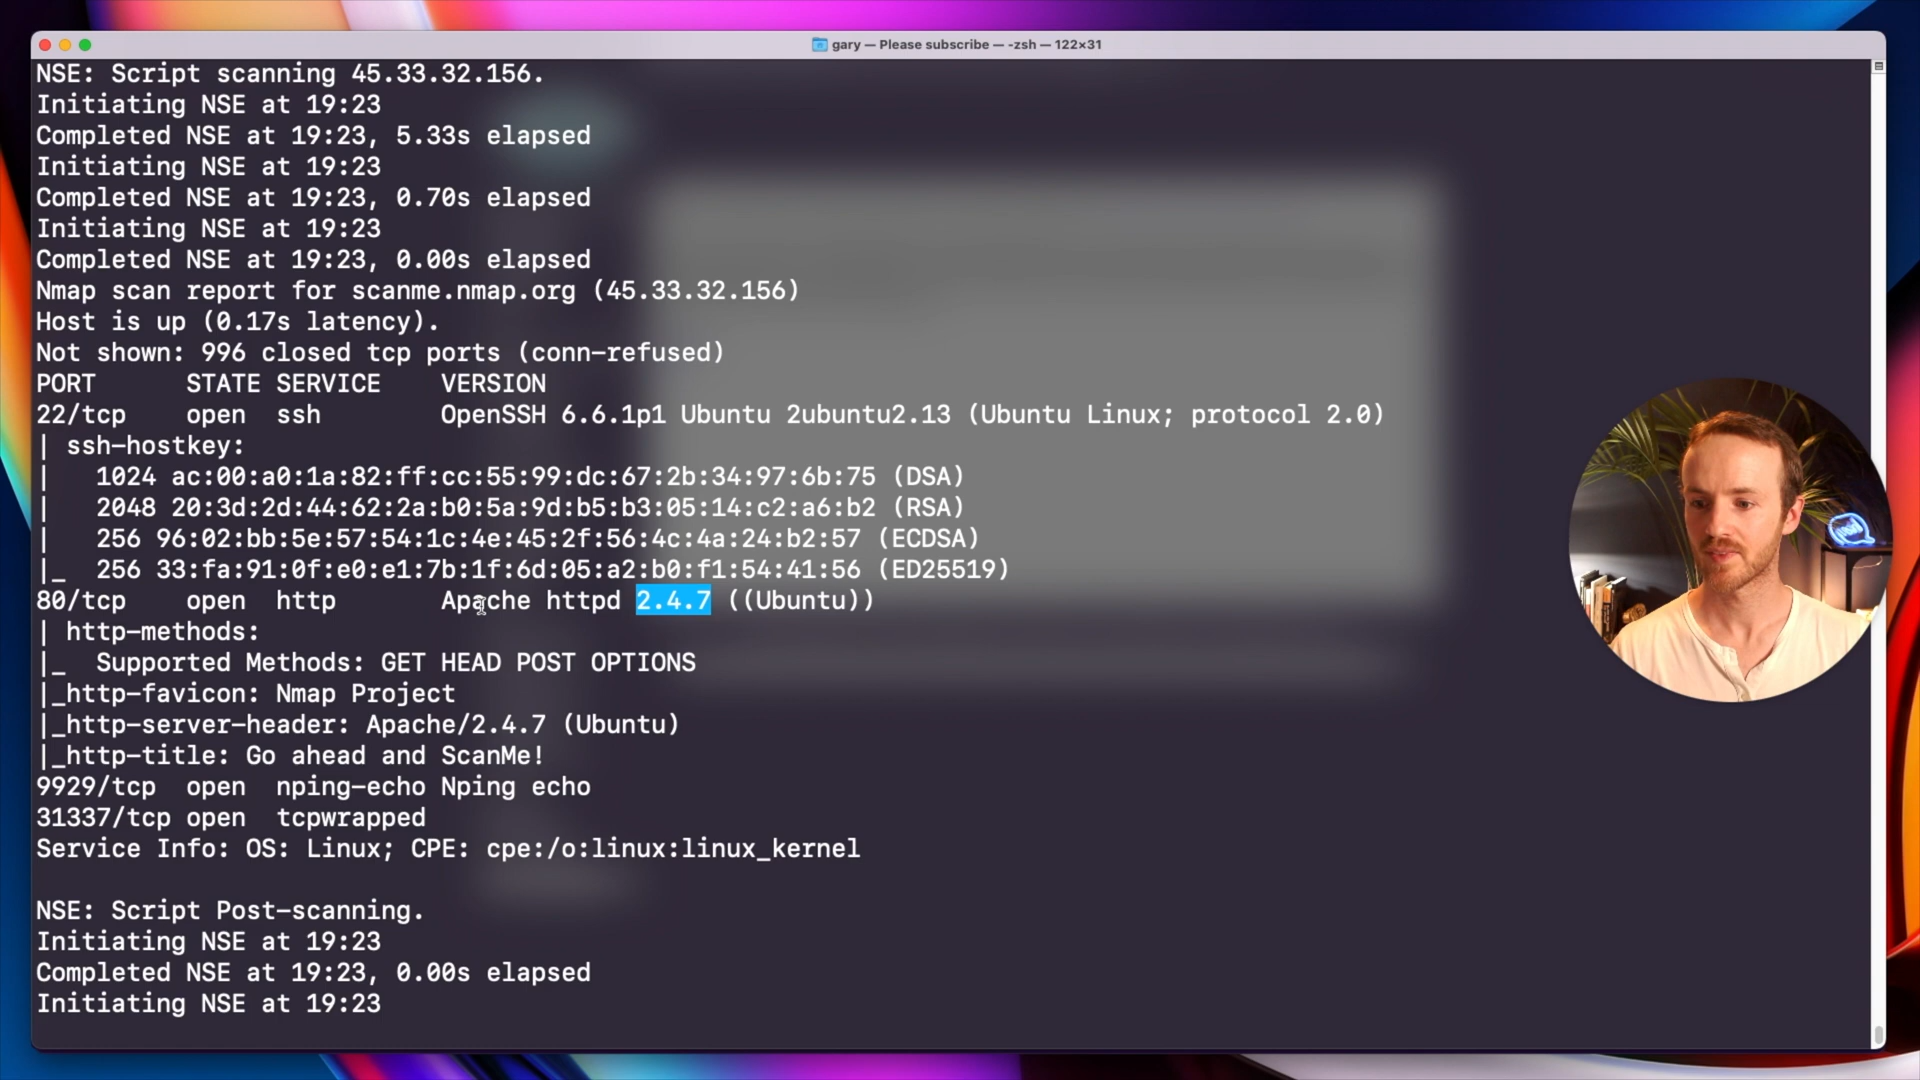 gary — Please subscribe — -zsh — 122×31
NSE: Script scanning 45.33.32.156.
Initiating NSE at 19:23
Completed NSE at 19:23, 5.33s elapsed
Initiating NSE at 19:23
Completed NSE at 19:23, 0.70s elapsed
Initiating NSE at 19:23
Completed NSE at 19:23, 0.00s elapsed
Nmap scan report for scanme.nmap.org (45.33.32.156)
Host is up (0.17s latency).
Not shown: 996 closed tcp ports (conn-refused)
PORT      STATE SERVICE    VERSION
22/tcp    open  ssh        OpenSSH 6.6.1p1 Ubuntu 2ubuntu2.13 (Ubuntu Linux; protocol 2.0)
| ssh-hostkey:
|   1024 ac:00:a0:1a:82:ff:cc:55:99:dc:67:2b:34:97:6b:75 (DSA)
|   2048 20:3d:2d:44:62:2a:b0:5a:9d:b5:b3:05:14:c2:a6:b2 (RSA)
|   256 96:02:bb:5e:57:54:1c:4e:45:2f:56:4c:4a:24:b2:57 (ECDSA)
|_  256 33:fa:91:0f:e0:e1:7b:1f:6d:05:a2:b0:f1:54:41:56 (ED25519)
80/tcp    open  http       Apache httpd 2.4.7 ((Ubuntu))
| http-methods:
|_  Supported Methods: GET HEAD POST OPTIONS
|_http-favicon: Nmap Project
|_http-server-header: Apache/2.4.7 (Ubuntu)
|_http-title: Go ahead and ScanMe!
9929/tcp  open  nping-echo Nping echo
31337/tcp open  tcpwrapped
Service Info: OS: Linux; CPE: cpe:/o:linux:linux_kernel
NSE: Script Post-scanning.
Initiating NSE at 19:23
Completed NSE at 19:23, 0.00s elapsed
Initiating NSE at 19:23